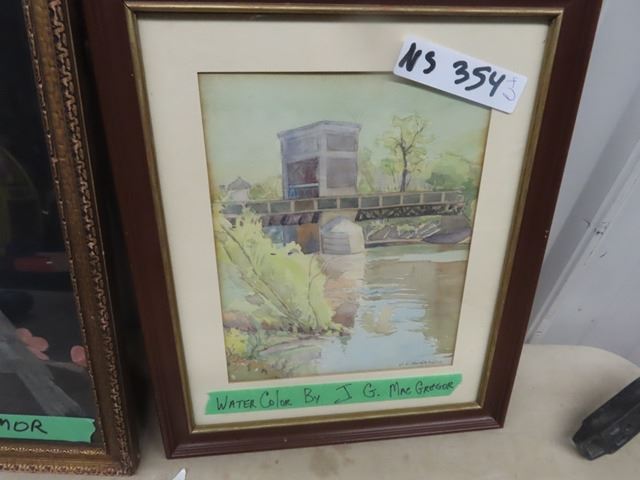 NS 354
MOR
WATER COLOR BY J G. MACGREGOR